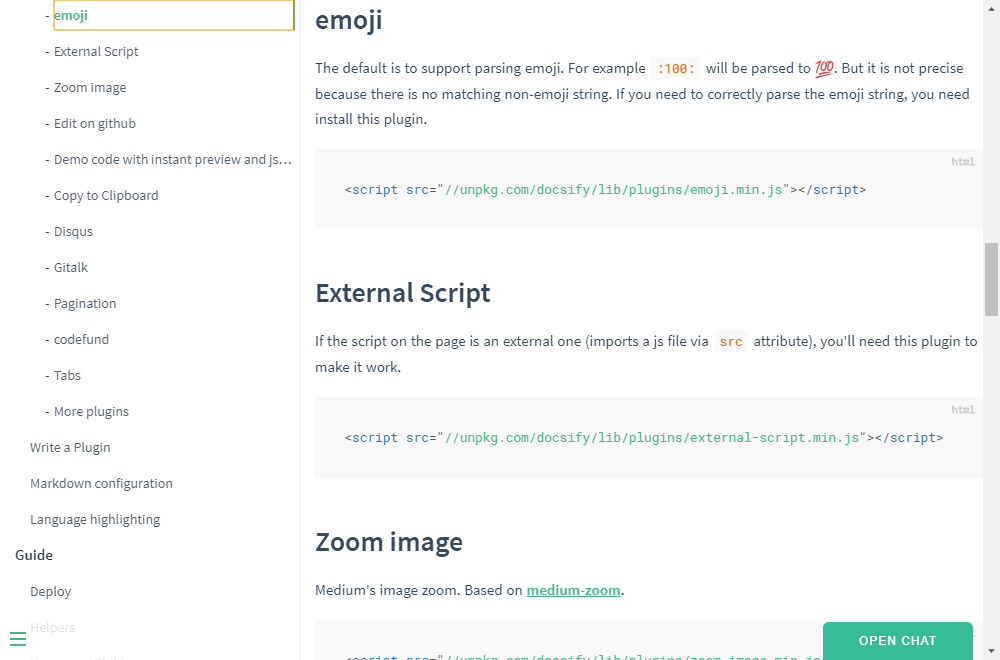 - emoji
- External Script
- Zoom image
- Edit on github
- Demo code with instant preview and js…
- Copy to Clipboard
- Disqus
- Gitalk
- Pagination
- codefund
- Tabs
- More plugins
Write a Plugin
Markdown configuration
Language highlighting
Guide
Deploy
Helpers
emoji
The default is to support parsing emoji. For example :100: will be parsed to 💯. But it is not precise
because there is no matching non-emoji string. If you need to correctly parse the emoji string, you need
install this plugin.
html
<script src="//unpkg.com/docsify/lib/plugins/emoji.min.js"></script>
External Script
If the script on the page is an external one (imports a js file via src attribute), you'll need this plugin to
make it work.
html
<script src="//unpkg.com/docsify/lib/plugins/external-script.min.js"></script>
Zoom image
Medium's image zoom. Based on medium-zoom.
<script src="//unpkg.com/docsify/lib/plugins/zoom-image.min.js
OPEN CHAT